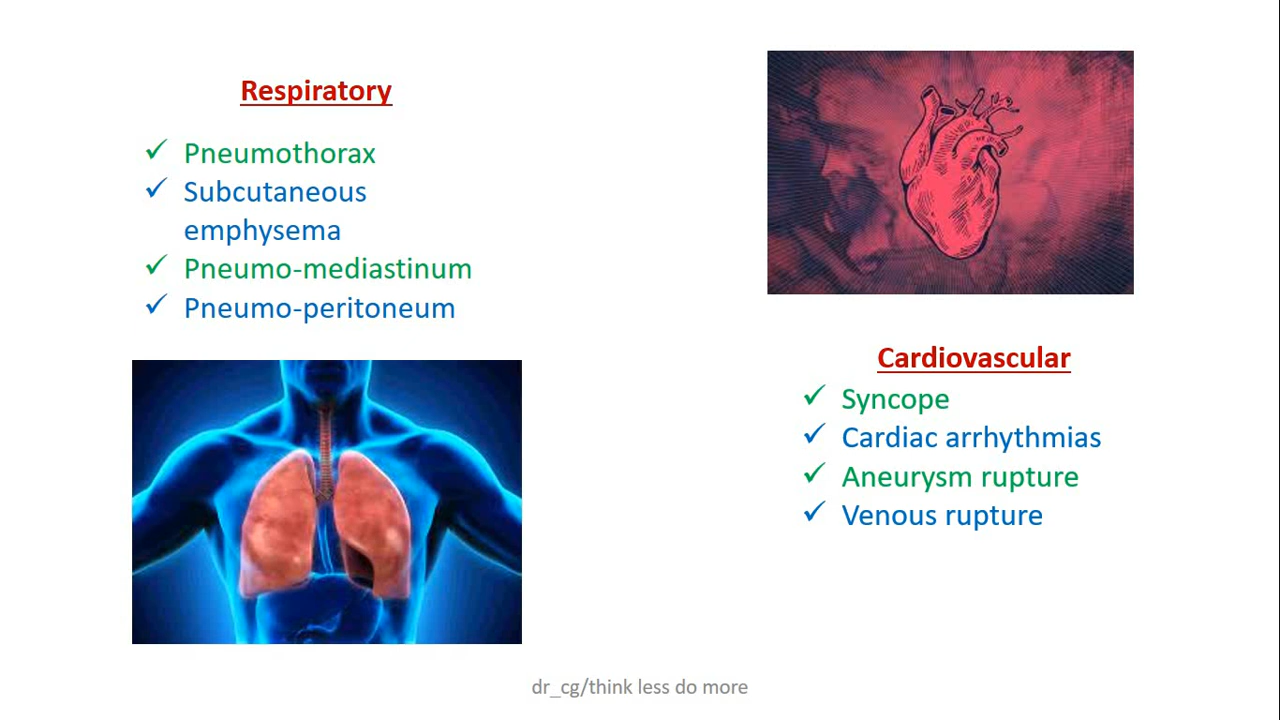 Respiratory
✓ Pneumothorax
✓ Subcutaneous
emphysema
✓ Pneumo-mediastinum
✓ Pneumo-peritoneum
Cardiovascular
✓ Syncope
✓ Cardiac arrhythmias
✓ Aneurysm rupture
✓ Venous rupture
dr_cg/think less do more